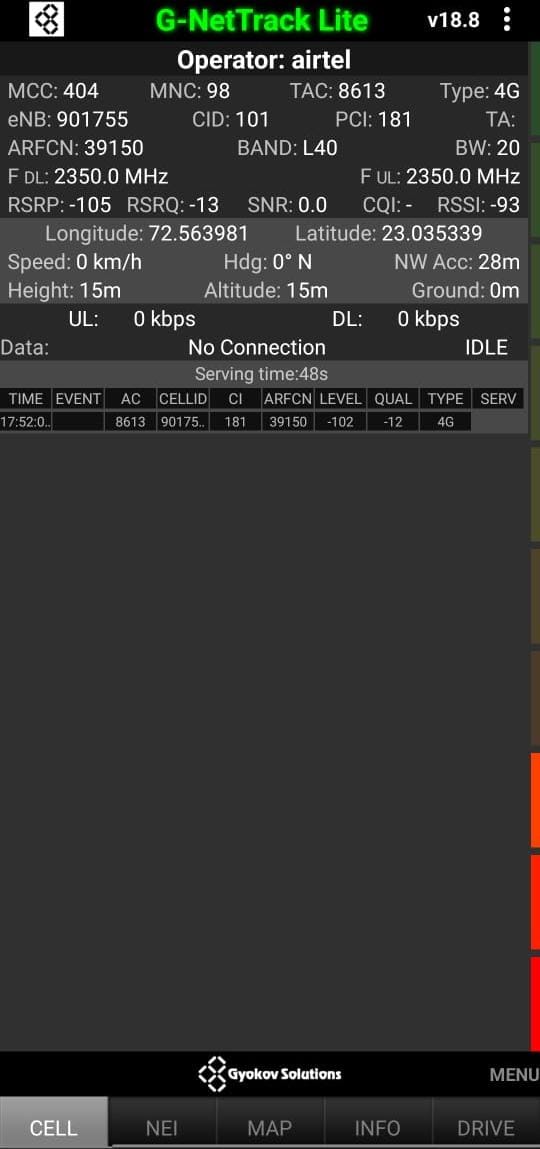 G-NetTrack Lite v18.8
Operator: airtel
MCC: 404 MNC: 98 TAC: 8613 Type: 4G
eNB: 901755 CID: 101 PCI: 181 TA:
ARFCN: 39150 BAND: L40 BW: 20
F DL: 2350.0 MHz F UL: 2350.0 MHz
RSRP: -105 RSRQ: -13 SNR: 0.0 CQI: - RSSI: -93
Longitude: 72.563981 Latitude: 23.035339
Speed: 0 km/h Hdg: 0° N NW Acc: 28m
Height: 15m Altitude: 15m Ground: 0m
UL: 0 kbps DL: 0 kbps
Data: No Connection IDLE
Serving time:48s
TIME EVENT AC CELLID CI ARFCN LEVEL QUAL TYPE SERV
17:52:0.. 8613 90175.. 181 39150 -102 -12 4G
Gyokov Solutions MENU
CELL NEI MAP INFO DRIVE